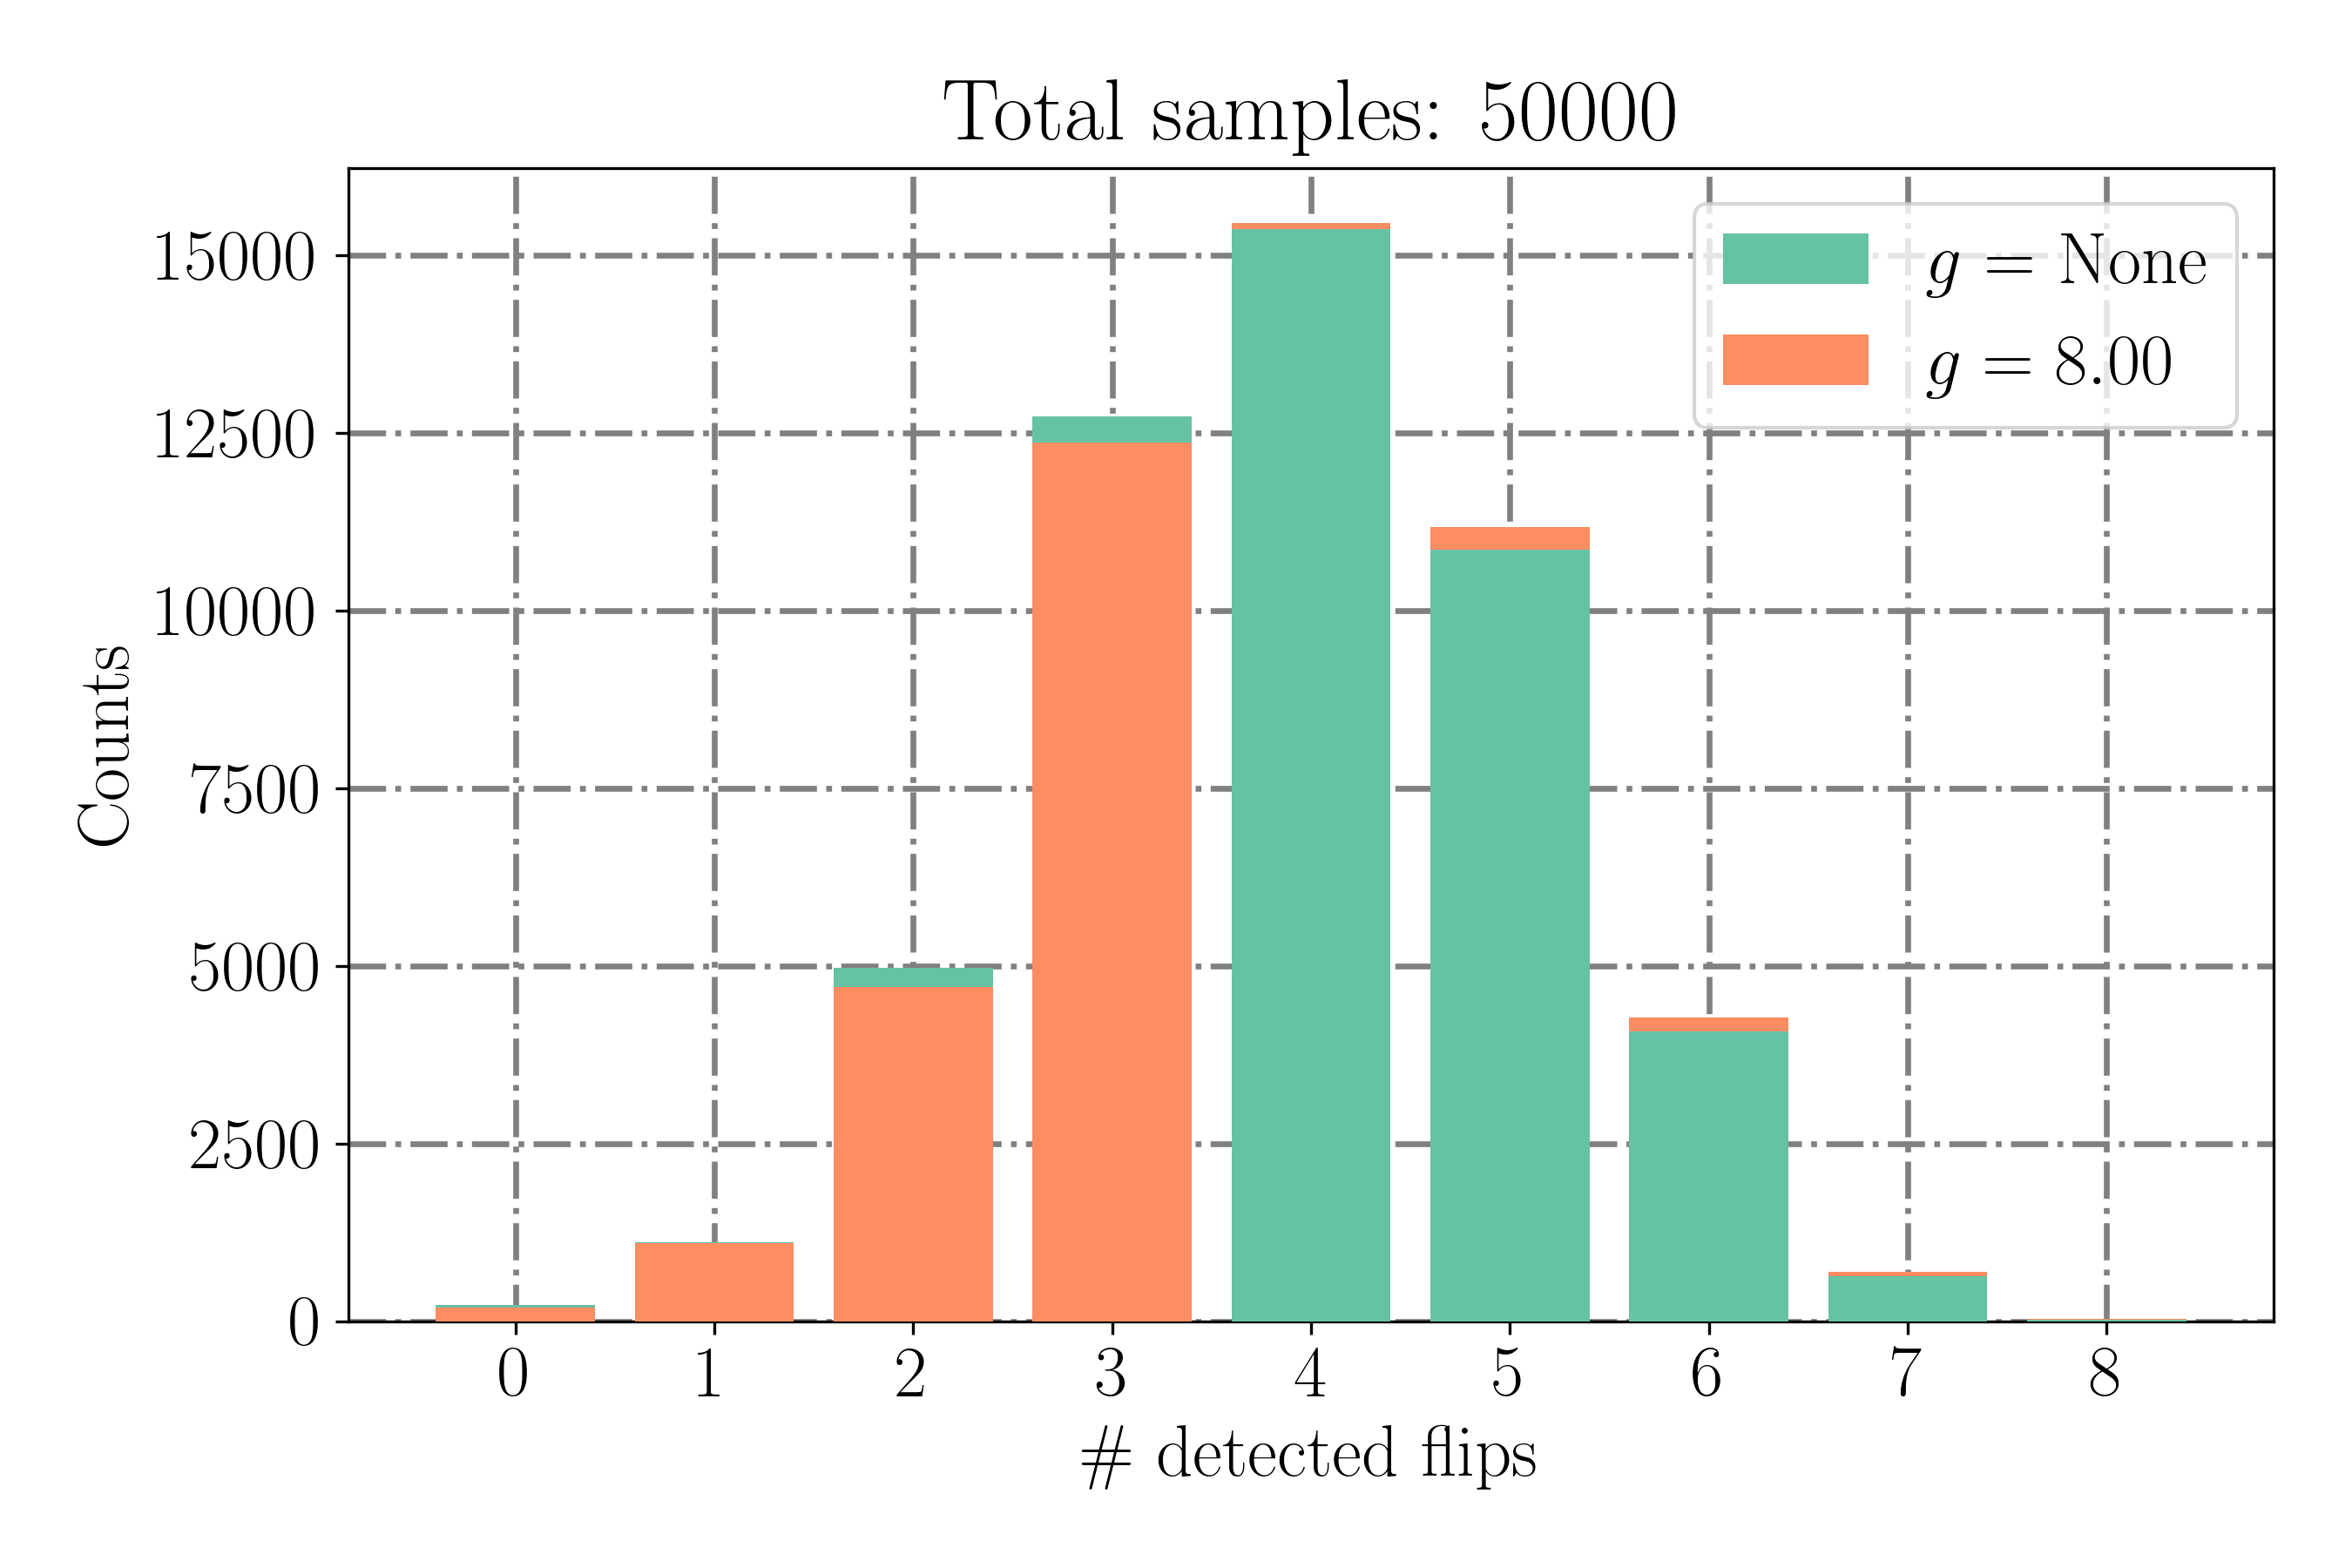 Total samples: 50000
15000
12500
10000
7500
5000
2500
0
Counts
g = None
g = 8.00
0 1 2 3 4 5 6 7 8
# detected flips